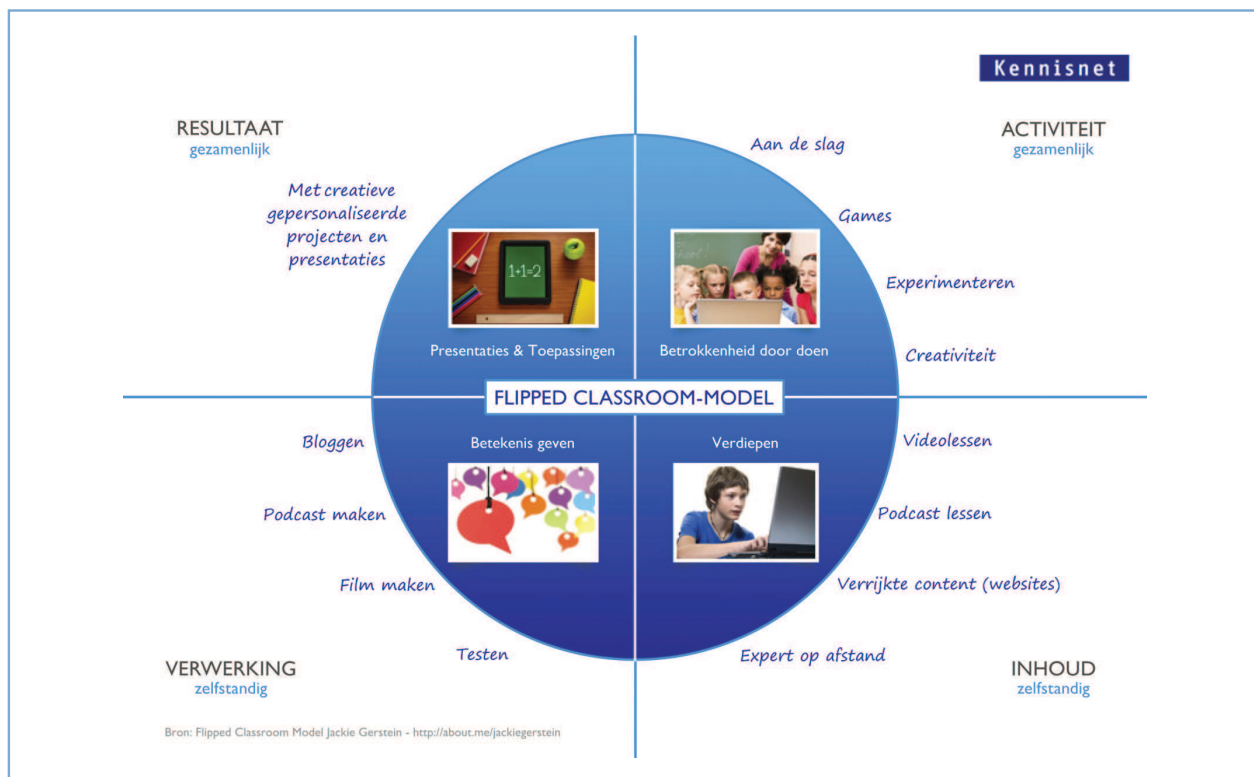 Kennisnet
RESULTAAT
gezamenlijk
Met creatieve
gepersonaliseerde
projecten en
presentaties
1+1=2
Presentaties & Toepassingen
ACTIVITEIT
gezamenlijk
Aan de slag
Games
Experimenteren
Creativiteit
Betrokkenheid door doen
FLIPPED CLASSROOM-MODEL
Betekenis geven
Bloggen
Podcast maken
Film maken
Testen
VERWERKING
zelfstandig
Verdiepen
Videolessen
Podcast lessen
Verrijkte content (websites)
Expert op afstand
INHOUD
zelfstandig
Bron: Flipped Classroom Model Jackie Gerstein - http://about.me/jackiegerstein